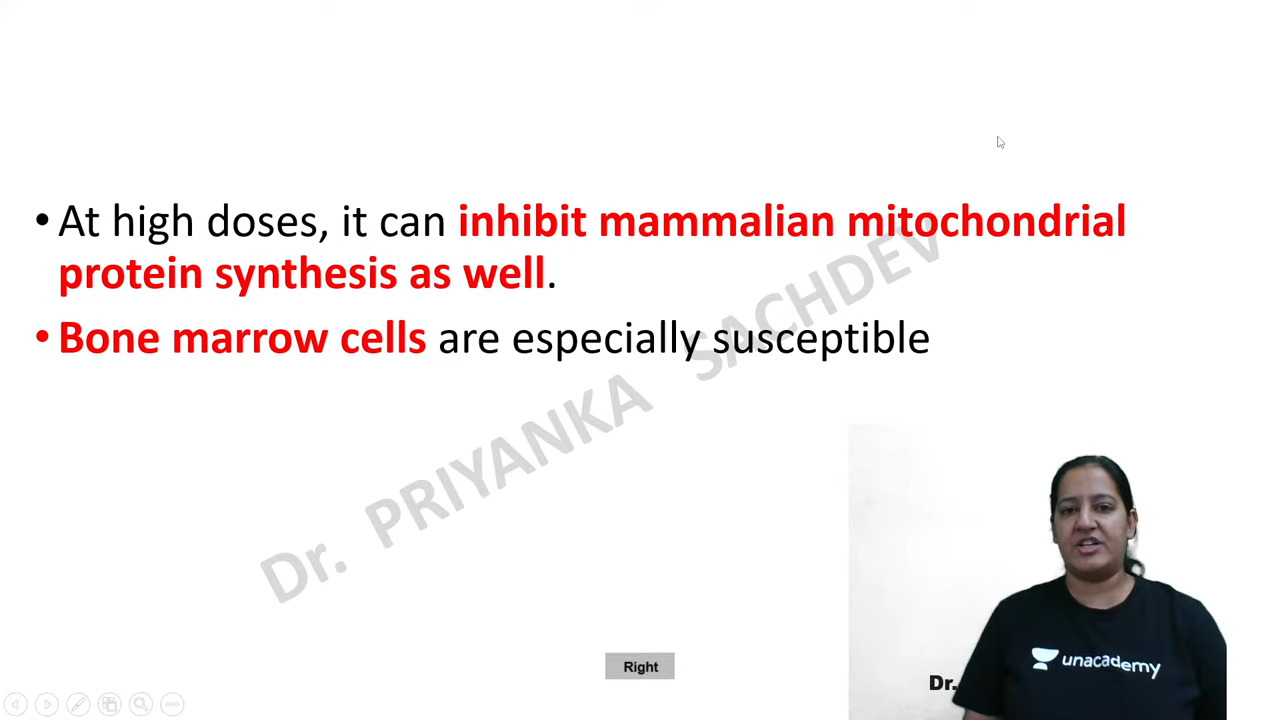 • At high doses, it can inhibit mammalian mitochondrial
protein synthesis as well.
• Bone marrow cells are especially susceptible
Dr. PRIYANKA SACHDEV
Right
unacademy
Dr.